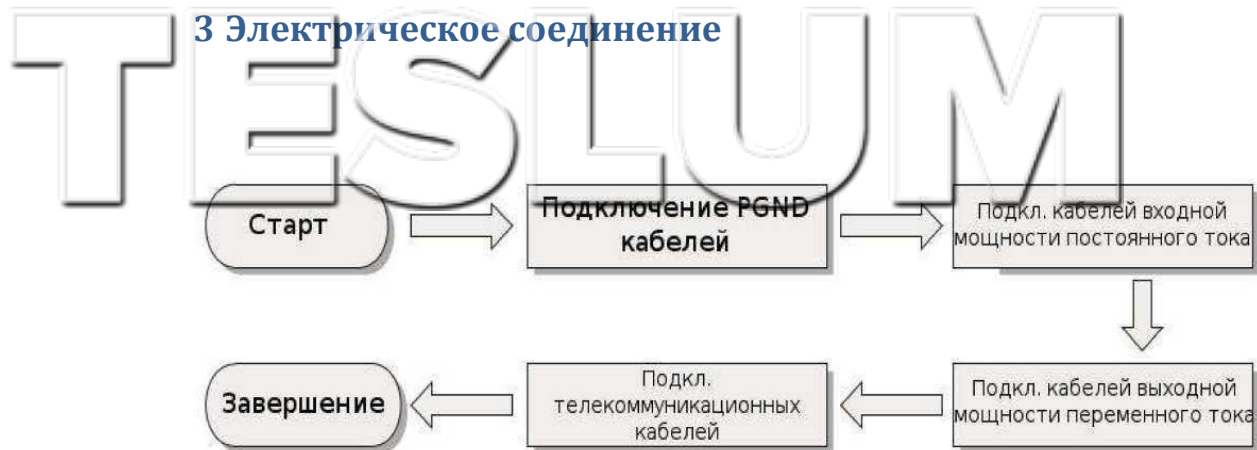 3 Электрическое соединение
TESLUM
Старт
Подключение PGND
кабелей
Подкл. кабелей входной
мощности постоянного тока
Подкл. кабелей выходной
мощности переменного тока
Подкл.
телекоммуникационных
кабелей
Завершение